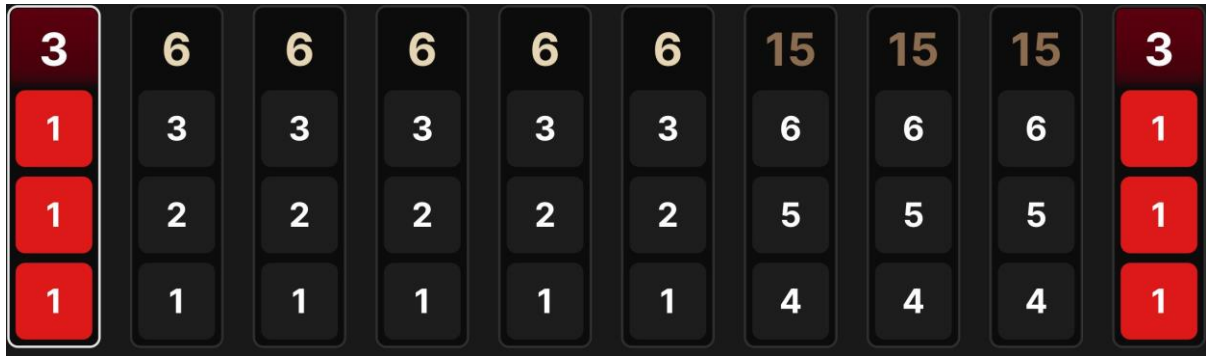 3 6 6 6 6 6 15 15 15 3
1 3 3 3 3 3 6 6 6 1
1 2 2 2 2 2 5 5 5 1
1 1 1 1 1 1 4 4 4 1